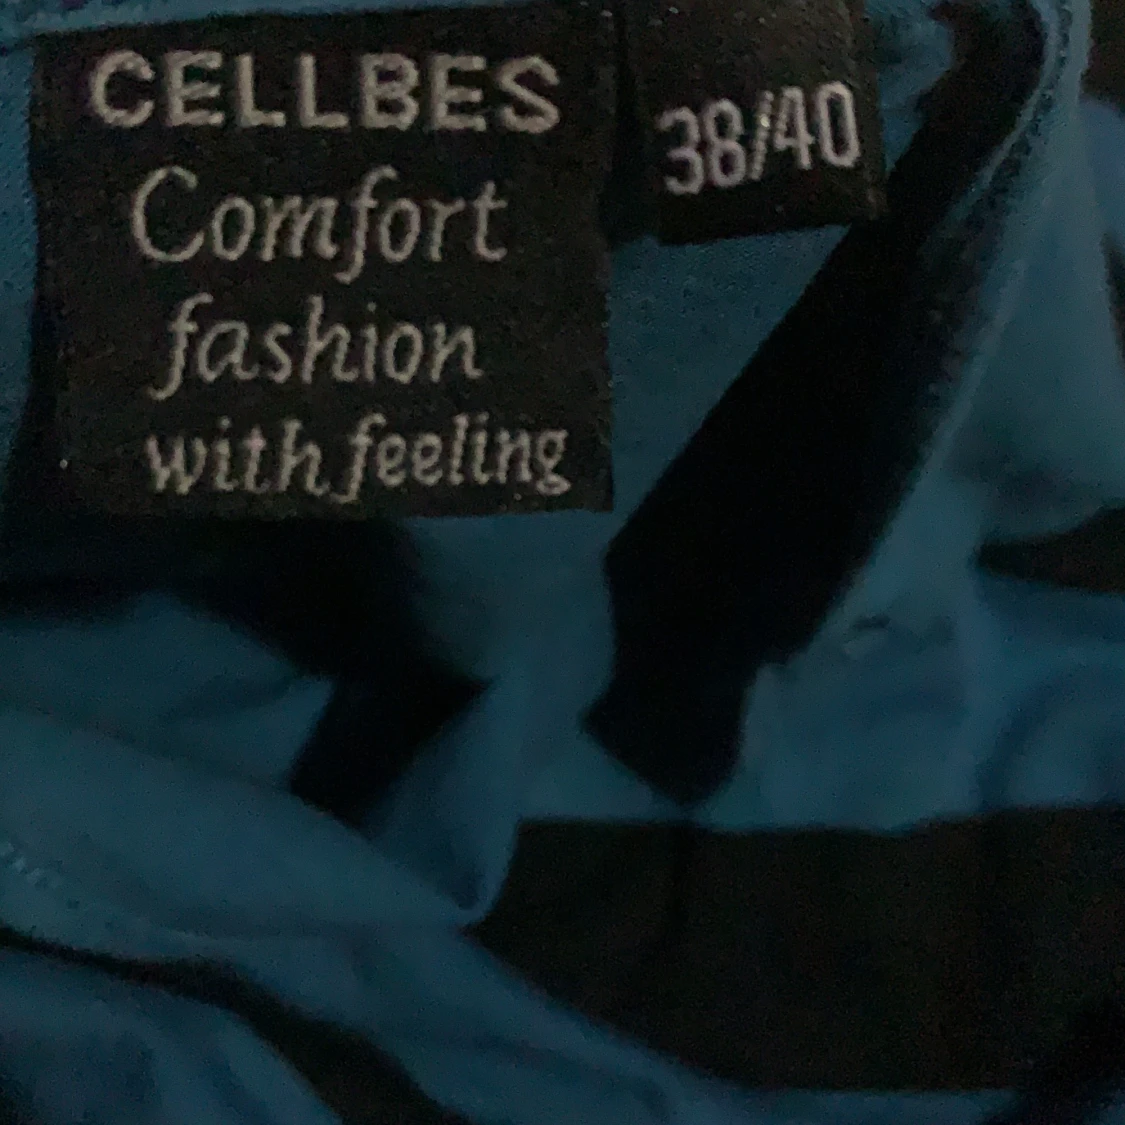 CELLBES
Comfort
fashion
with feeling
38/40